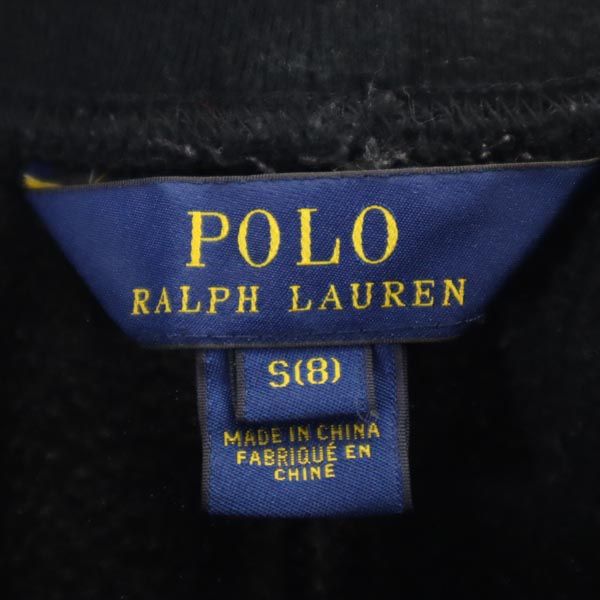 POLO
RALPH LAUREN
S(8)
MADE IN CHINA
FABRIQUÉ EN
CHINE